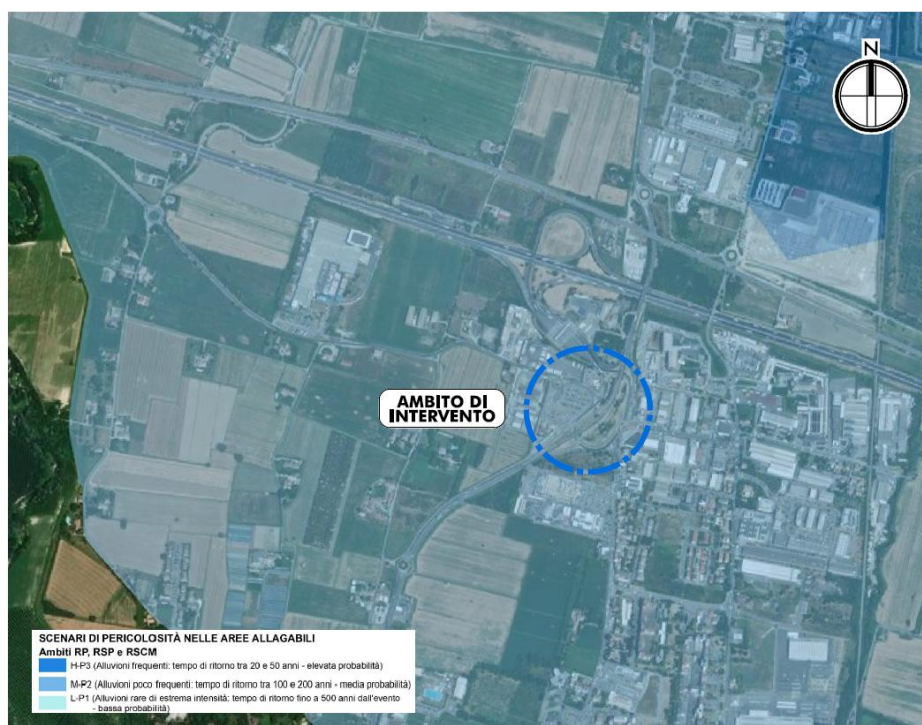 N
AMBITO DI
INTERVENTO
SCENARI DI PERICOLOSITÀ NELLE AREE ALLAGABILI
Ambiti RP, RSP e RSCM
H-P3 (Alluvioni frequenti: tempo di ritorno tra 20 e 50 anni - elevata probabilità)
M-P2 (Alluvioni poco frequenti: tempo di ritorno tra 100 e 200 anni - media probabilità)
L-P1 (Alluvioni rare di estrema intensità: tempo di ritorno fino a 500 anni dall'evento
- bassa probabilità)